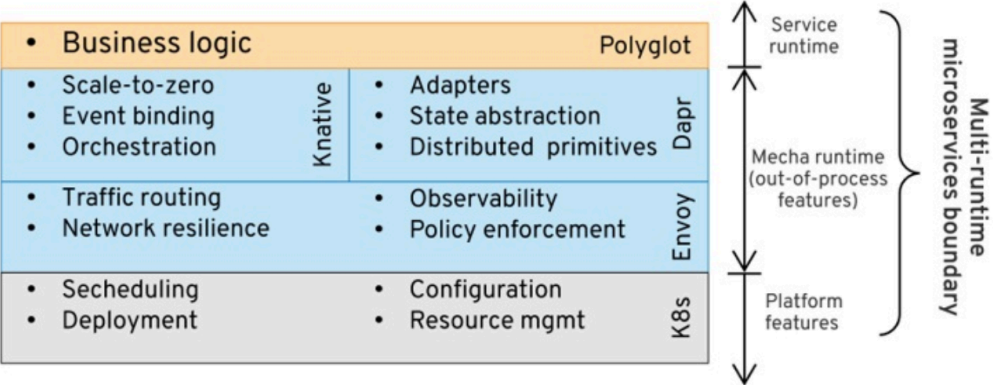 • Business logic
Polyglot
• Scale-to-zero
• Event binding
• Orchestration
Knative
• Adapters
• State abstraction
• Distributed primitives
Dapr
• Traffic routing
• Network resilience
• Observability
• Policy enforcement
Envoy
• Secheduling
• Deployment
• Configuration
• Resource mgmt
K8s
Service
runtime
Mecha runtime
(out-of-process
features)
Platform
features
Multi-runtime
microservices boundary